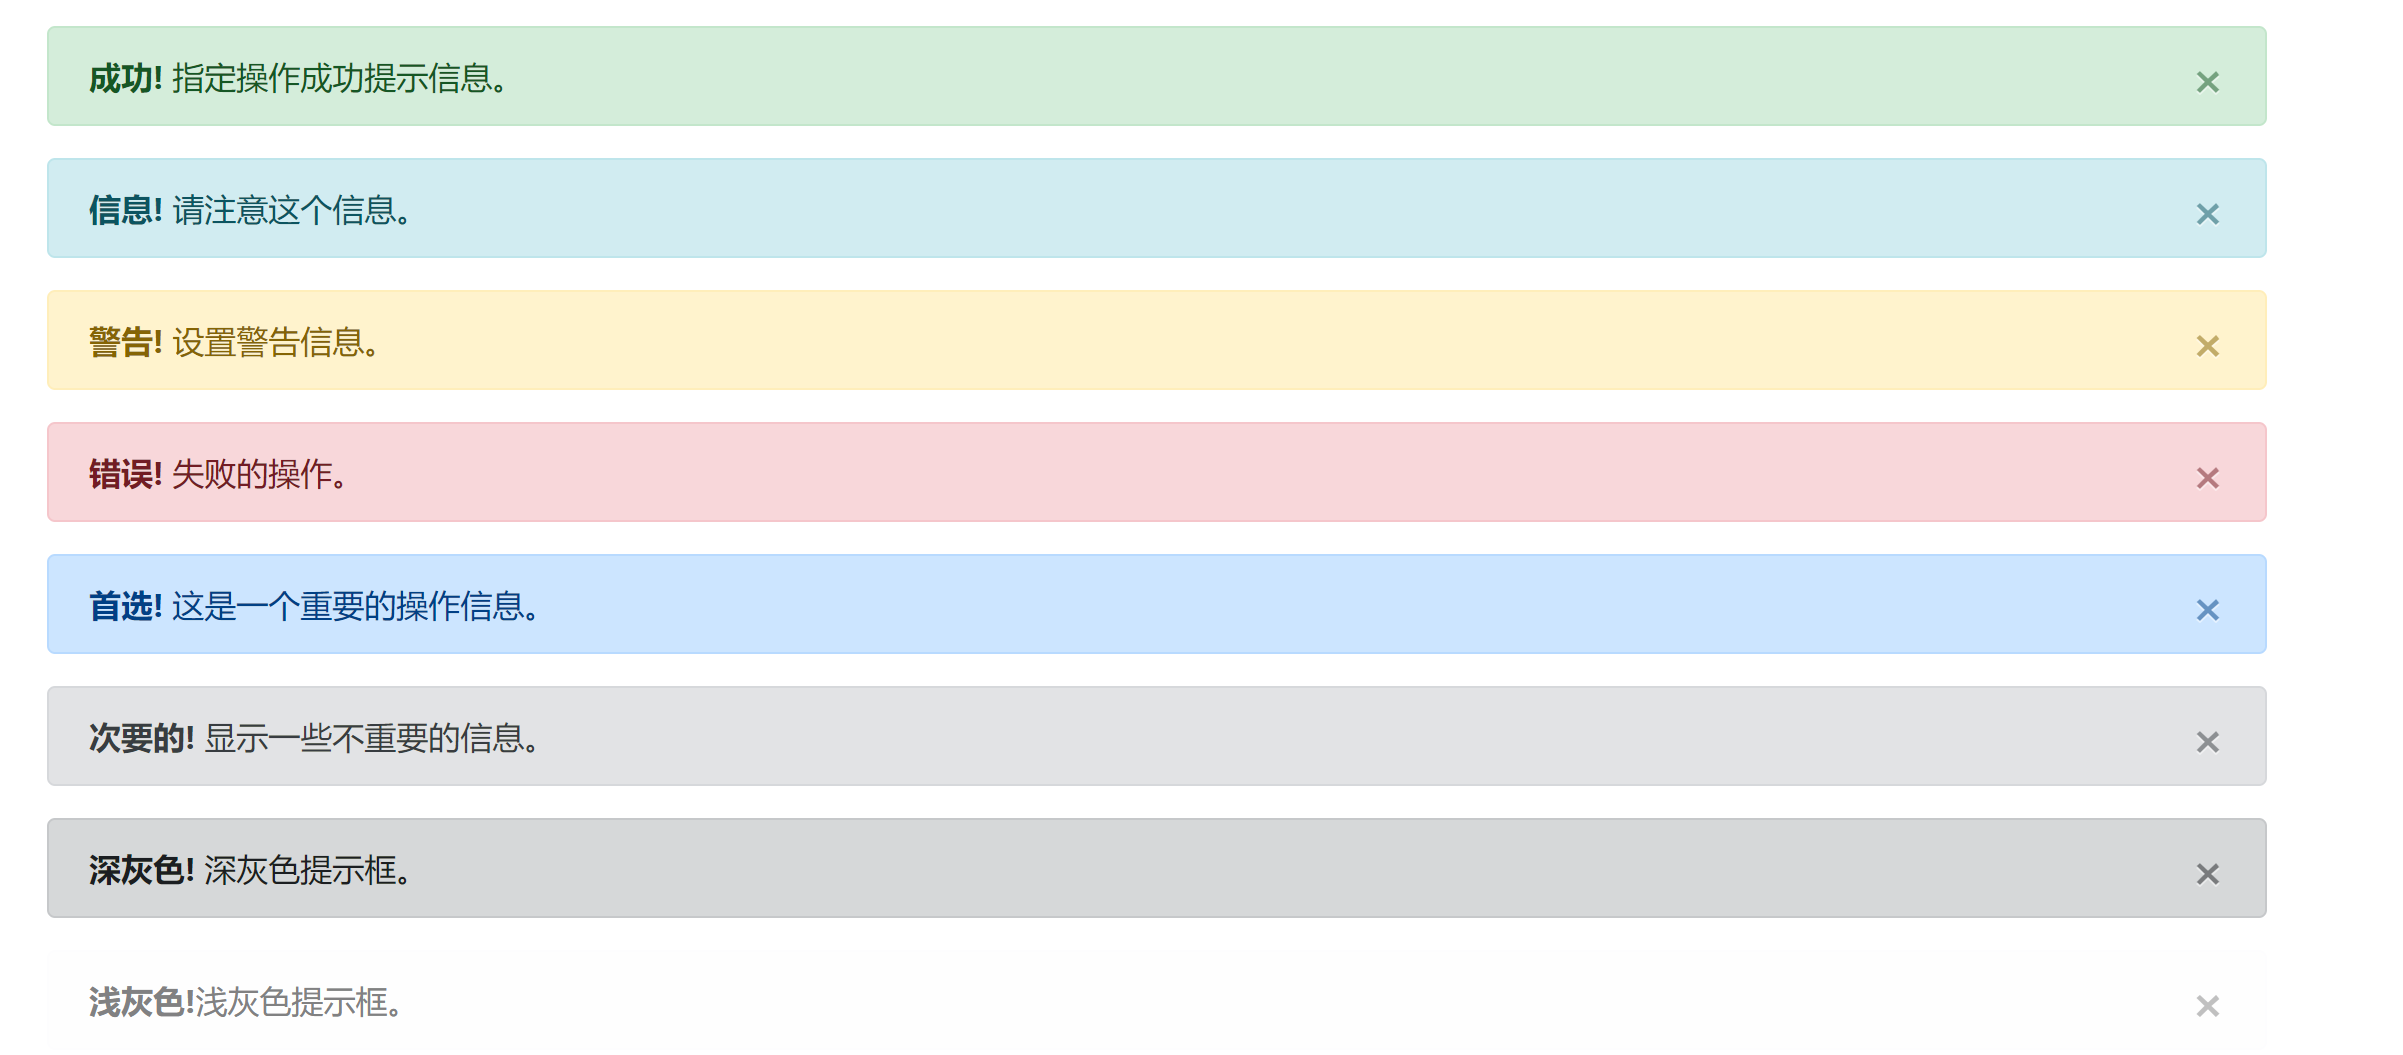 成功! 指定操作成功提示信息。 ×
信息! 请注意这个信息。 ×
警告! 设置警告信息。 ×
错误! 失败的操作。 ×
首选! 这是一个重要的操作信息。 ×
次要的! 显示一些不重要的信息。 ×
深灰色! 深灰色提示框。 ×
浅灰色!浅灰色提示框。 ×